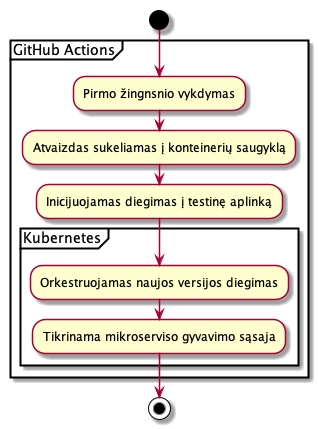 GitHub Actions
Pirmo žingnsnio vykdymas
Atvaizdas sukeliamas į konteinerių saugyklą
Inicijuojamas diegimas į testinę aplinką
Kubernetes
Orkestruojamas naujos versijos diegimas
Tikrinama mikroserviso gyvavimo sąsaja